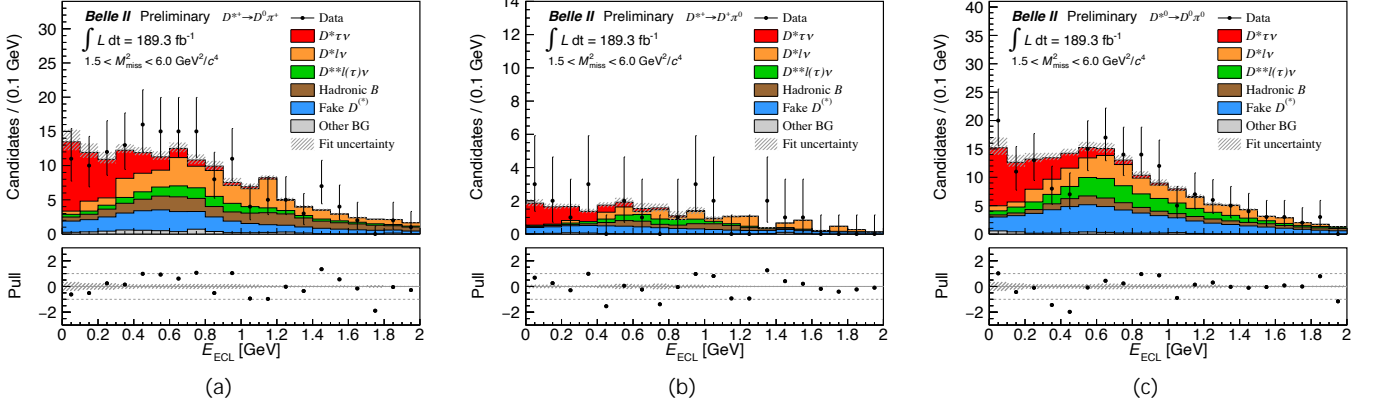 Belle II Preliminary D*⁺→D⁰π⁺
∫ L dt = 189.3 fb⁻¹
1.5 < M²miss < 6.0 GeV²/c⁴
Data
D*τν
D*lν
D**l(τ)ν
Hadronic B
Fake D(*)
Other BG
Fit uncertainty
Candidates / (0.1 GeV)
35
30
25
20
15
10
5
0
Pull
2
0
−2
0 0.2 0.4 0.6 0.8 1 1.2 1.4 1.6 1.8 2
E_ECL [GeV]
(a)
Belle II Preliminary D*⁺→D⁺π⁰
∫ L dt = 189.3 fb⁻¹
1.5 < M²miss < 6.0 GeV²/c⁴
Data
D*τν
D*lν
D**l(τ)ν
Hadronic B
Fake D(*)
Other BG
Fit uncertainty
Candidates / (0.1 GeV)
14
12
10
8
6
4
2
0
Pull
2
0
−2
0 0.2 0.4 0.6 0.8 1 1.2 1.4 1.6 1.8 2
E_ECL [GeV]
(b)
Belle II Preliminary D*⁰→D⁰π⁰
∫ L dt = 189.3 fb⁻¹
1.5 < M²miss < 6.0 GeV²/c⁴
Data
D*τν
D*lν
D**l(τ)ν
Hadronic B
Fake D(*)
Other BG
Fit uncertainty
Candidates / (0.1 GeV)
40
35
30
25
20
15
10
5
0
Pull
2
0
−2
0 0.2 0.4 0.6 0.8 1 1.2 1.4 1.6 1.8 2
E_ECL [GeV]
(c)